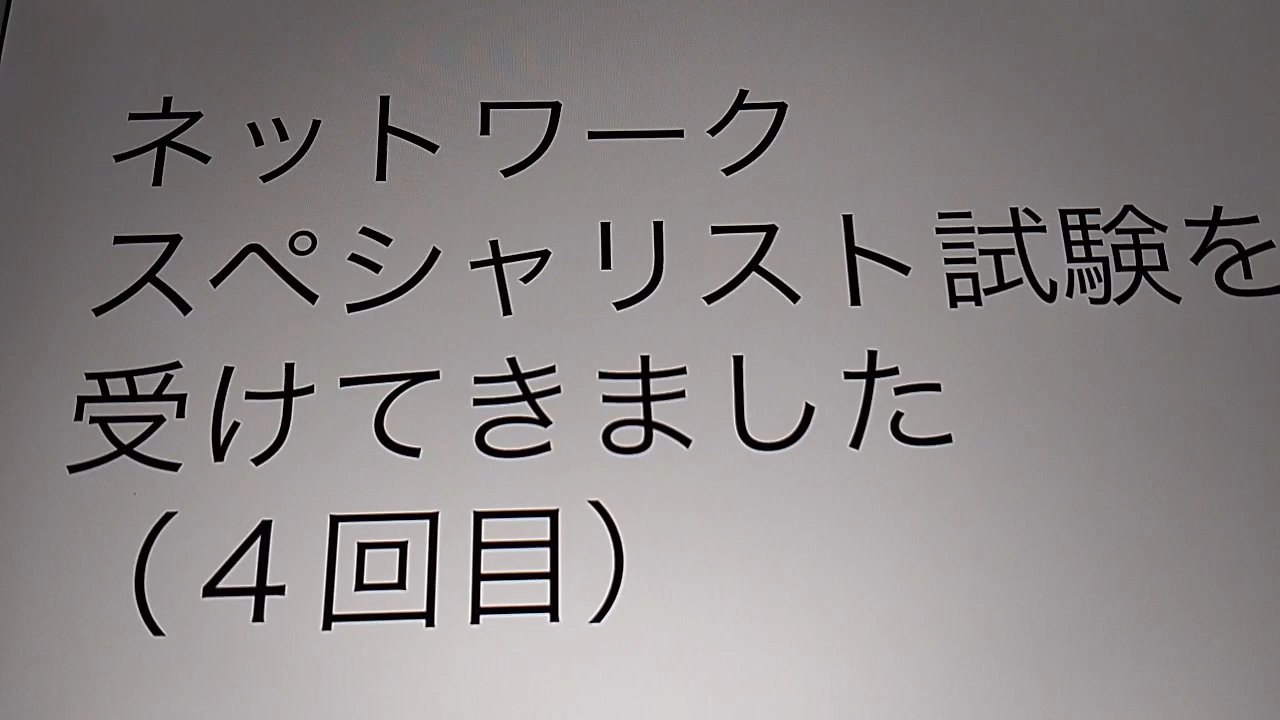 ネットワーク
スペシャリスト試験を
受けてきました
（４回目）